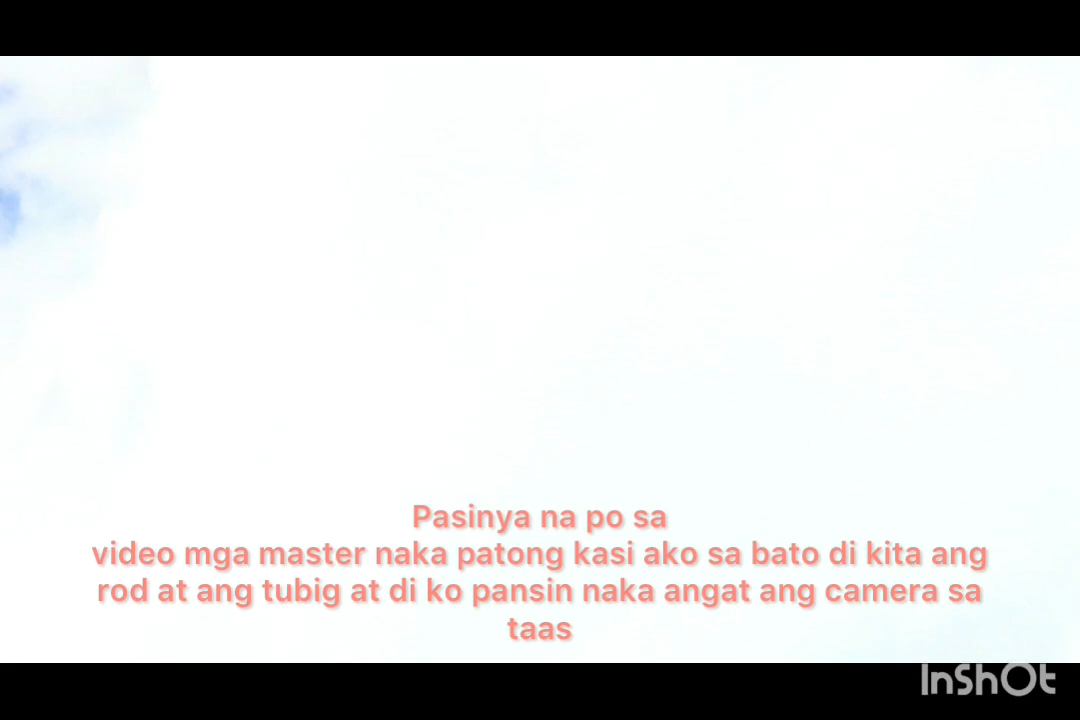 Pasinya na po sa
video mga master naka patong kasi ako sa bato di kita ang
rod at ang tubig at di ko pansin naka angat ang camera sa
taas
InShOt